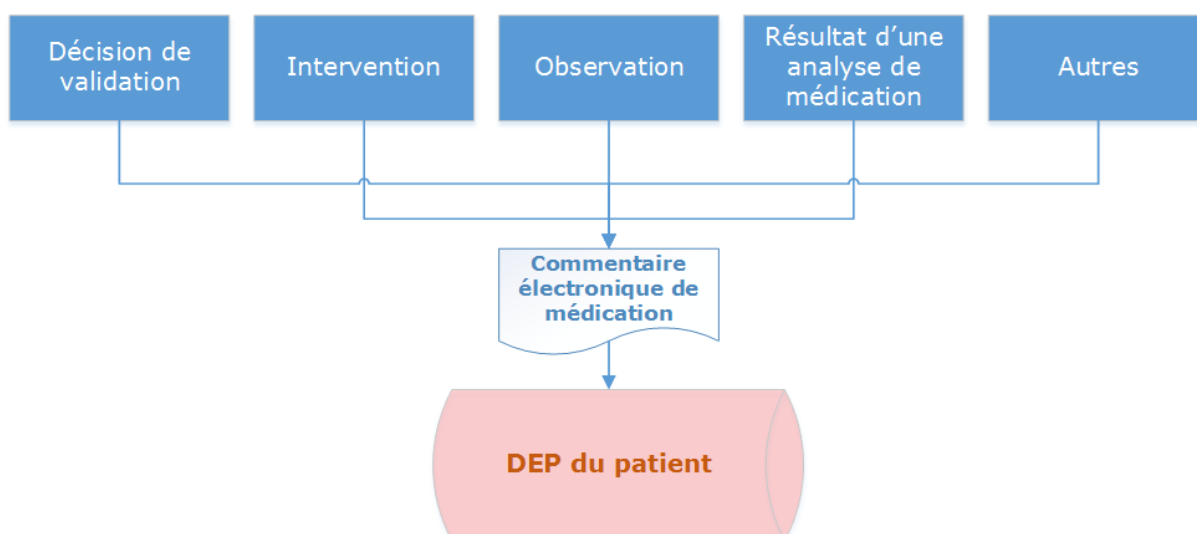 Décision de
validation
Intervention
Observation
Résultat d’une
analyse de
médication
Autres
Commentaire
électronique de
médication
DEP du patient